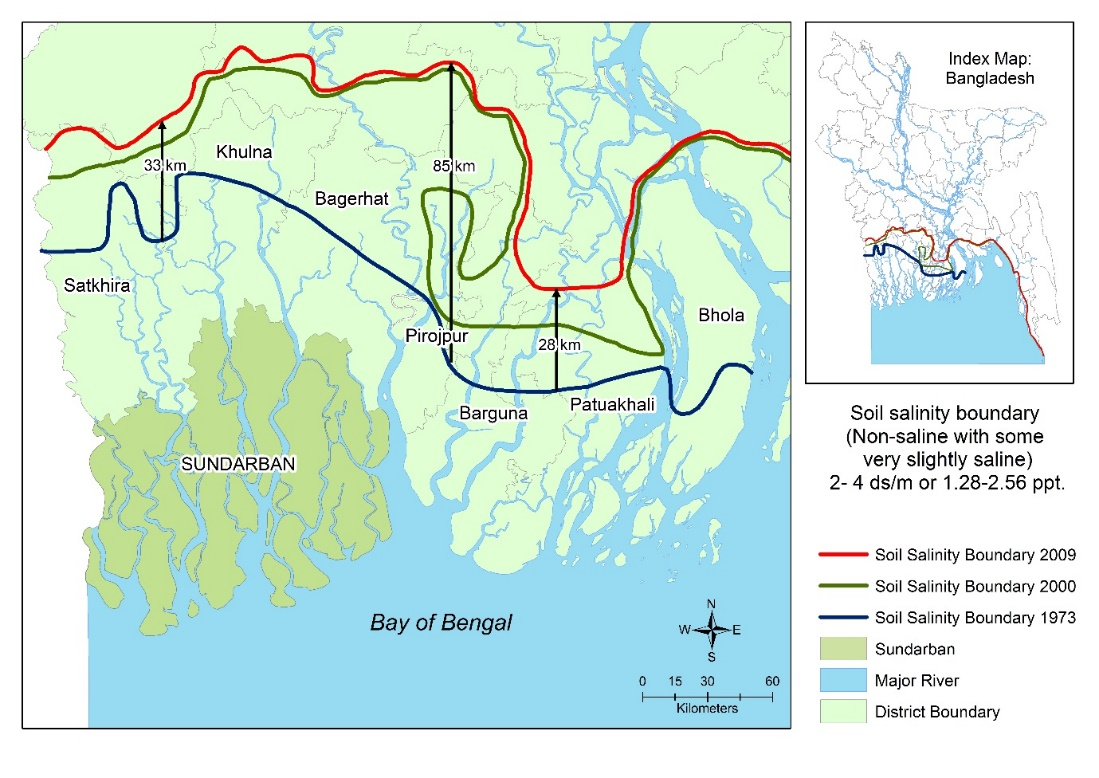 Index Map:
Bangladesh
33 km
Khulna
85 km
Bagerhat
Satkhira
Pirojpur
28 km
Bhola
Barguna
Patuakhali
SUNDARBAN
Bay of Bengal
N
W
E
S
0 15 30 60
Kilometers
Soil salinity boundary
(Non-saline with some
very slightly saline)
2- 4 ds/m or 1.28-2.56 ppt.
Soil Salinity Boundary 2009
Soil Salinity Boundary 2000
Soil Salinity Boundary 1973
Sundarban
Major River
District Boundary